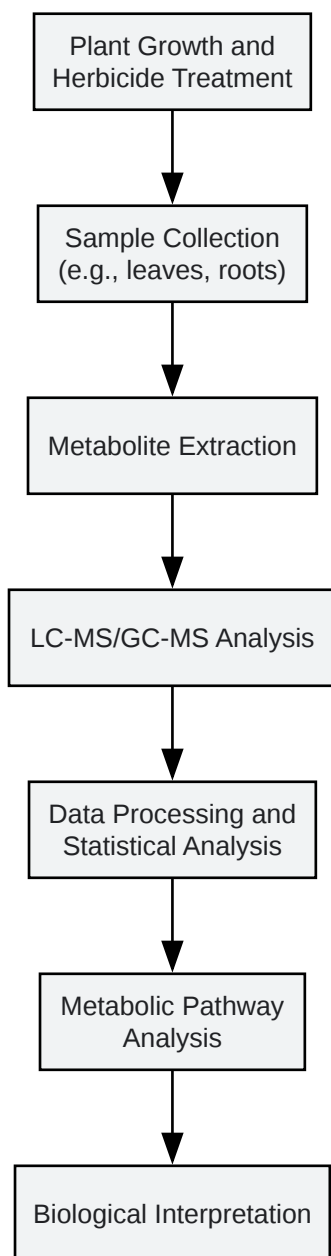 Plant Growth and
Herbicide Treatment
Sample Collection
(e.g., leaves, roots)
Metabolite Extraction
LC-MS/GC-MS Analysis
Data Processing and
Statistical Analysis
Metabolic Pathway
Analysis
Biological Interpretation